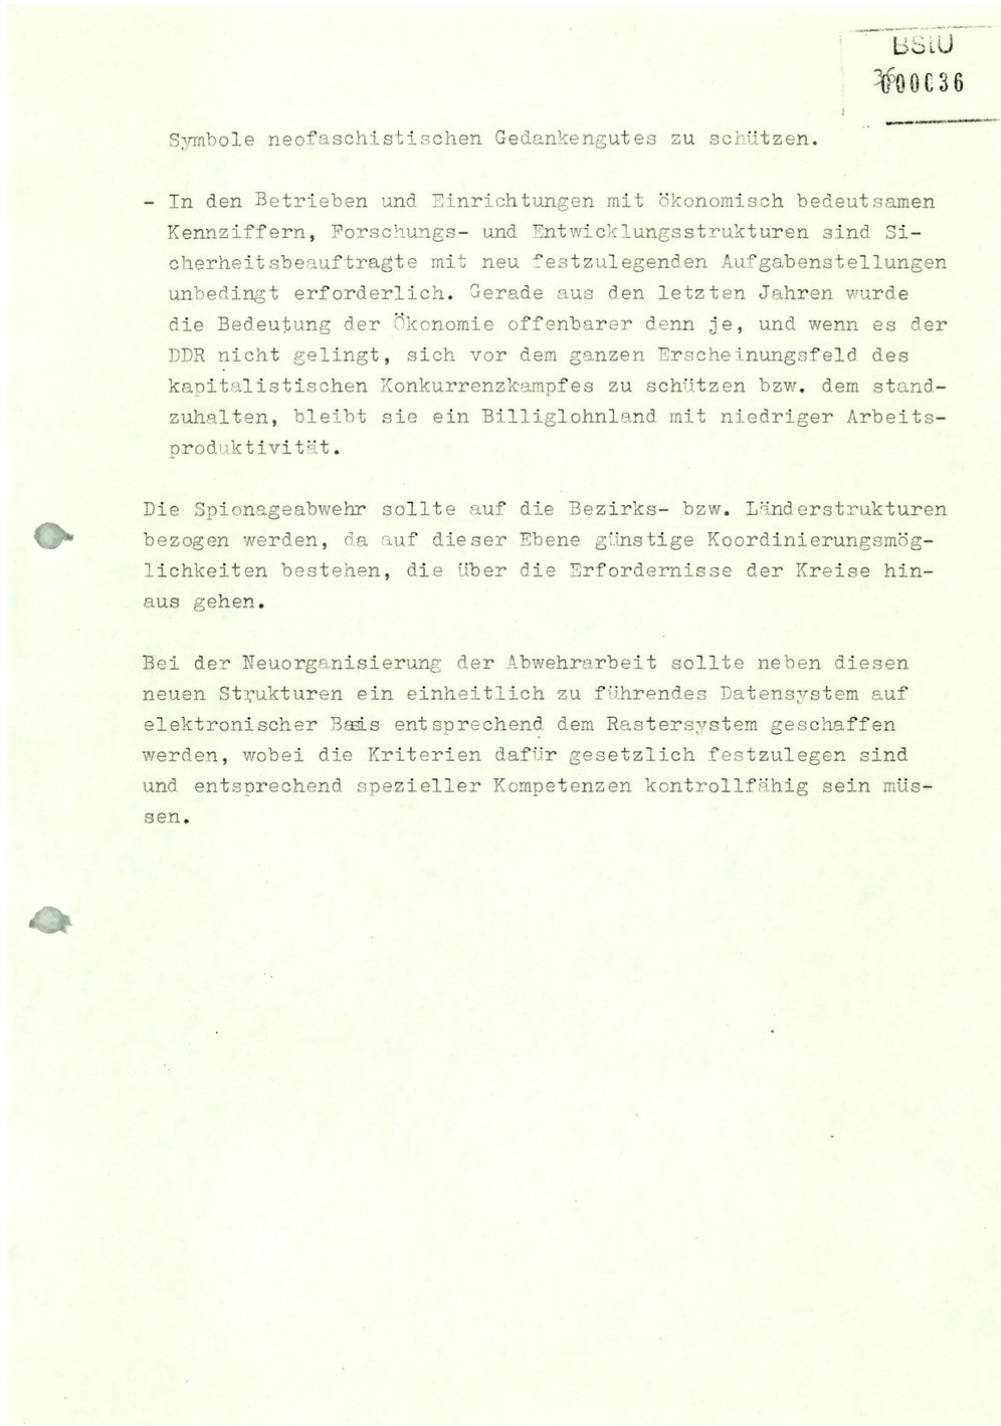 BStU
000036
Symbole neofaschistischen Gedankengutes zu schützen.
- In den Betrieben und Einrichtungen mit ökonomisch bedeutsamen
Kennziffern, Forschungs- und Entwicklungsstrukturen sind Si-
cherheitsbeauftragte mit neu festzulegenden Aufgabenstellungen
unbedingt erforderlich. Gerade aus den letzten Jahren wurde
die Bedeutung der Ökonomie offenbarer denn je, und wenn es der
DDR nicht gelingt, sich vor dem ganzen Erscheinungsfeld des
kapitalistischen Konkurrenzkampfes zu schützen bzw. dem stand-
zuhalten, bleibt sie ein Billiglohnland mit niedriger Arbeits-
produktivität.
Die Spionageabwehr sollte auf die Bezirks- bzw. Länderstrukturen
bezogen werden, da auf dieser Ebene günstige Koordinierungsmög-
lichkeiten bestehen, die über die Erfordernisse der Kreise hin-
aus gehen.
Bei der Neuorganisierung der Abwehrarbeit sollte neben diesen
neuen Strukturen ein einheitlich zu führendes Datensystem auf
elektronischer Basis entsprechend dem Rastersystem geschaffen
werden, wobei die Kriterien dafür gesetzlich festzulegen sind
und entsprechend spezieller Kompetenzen kontrollfähig sein müs-
sen.